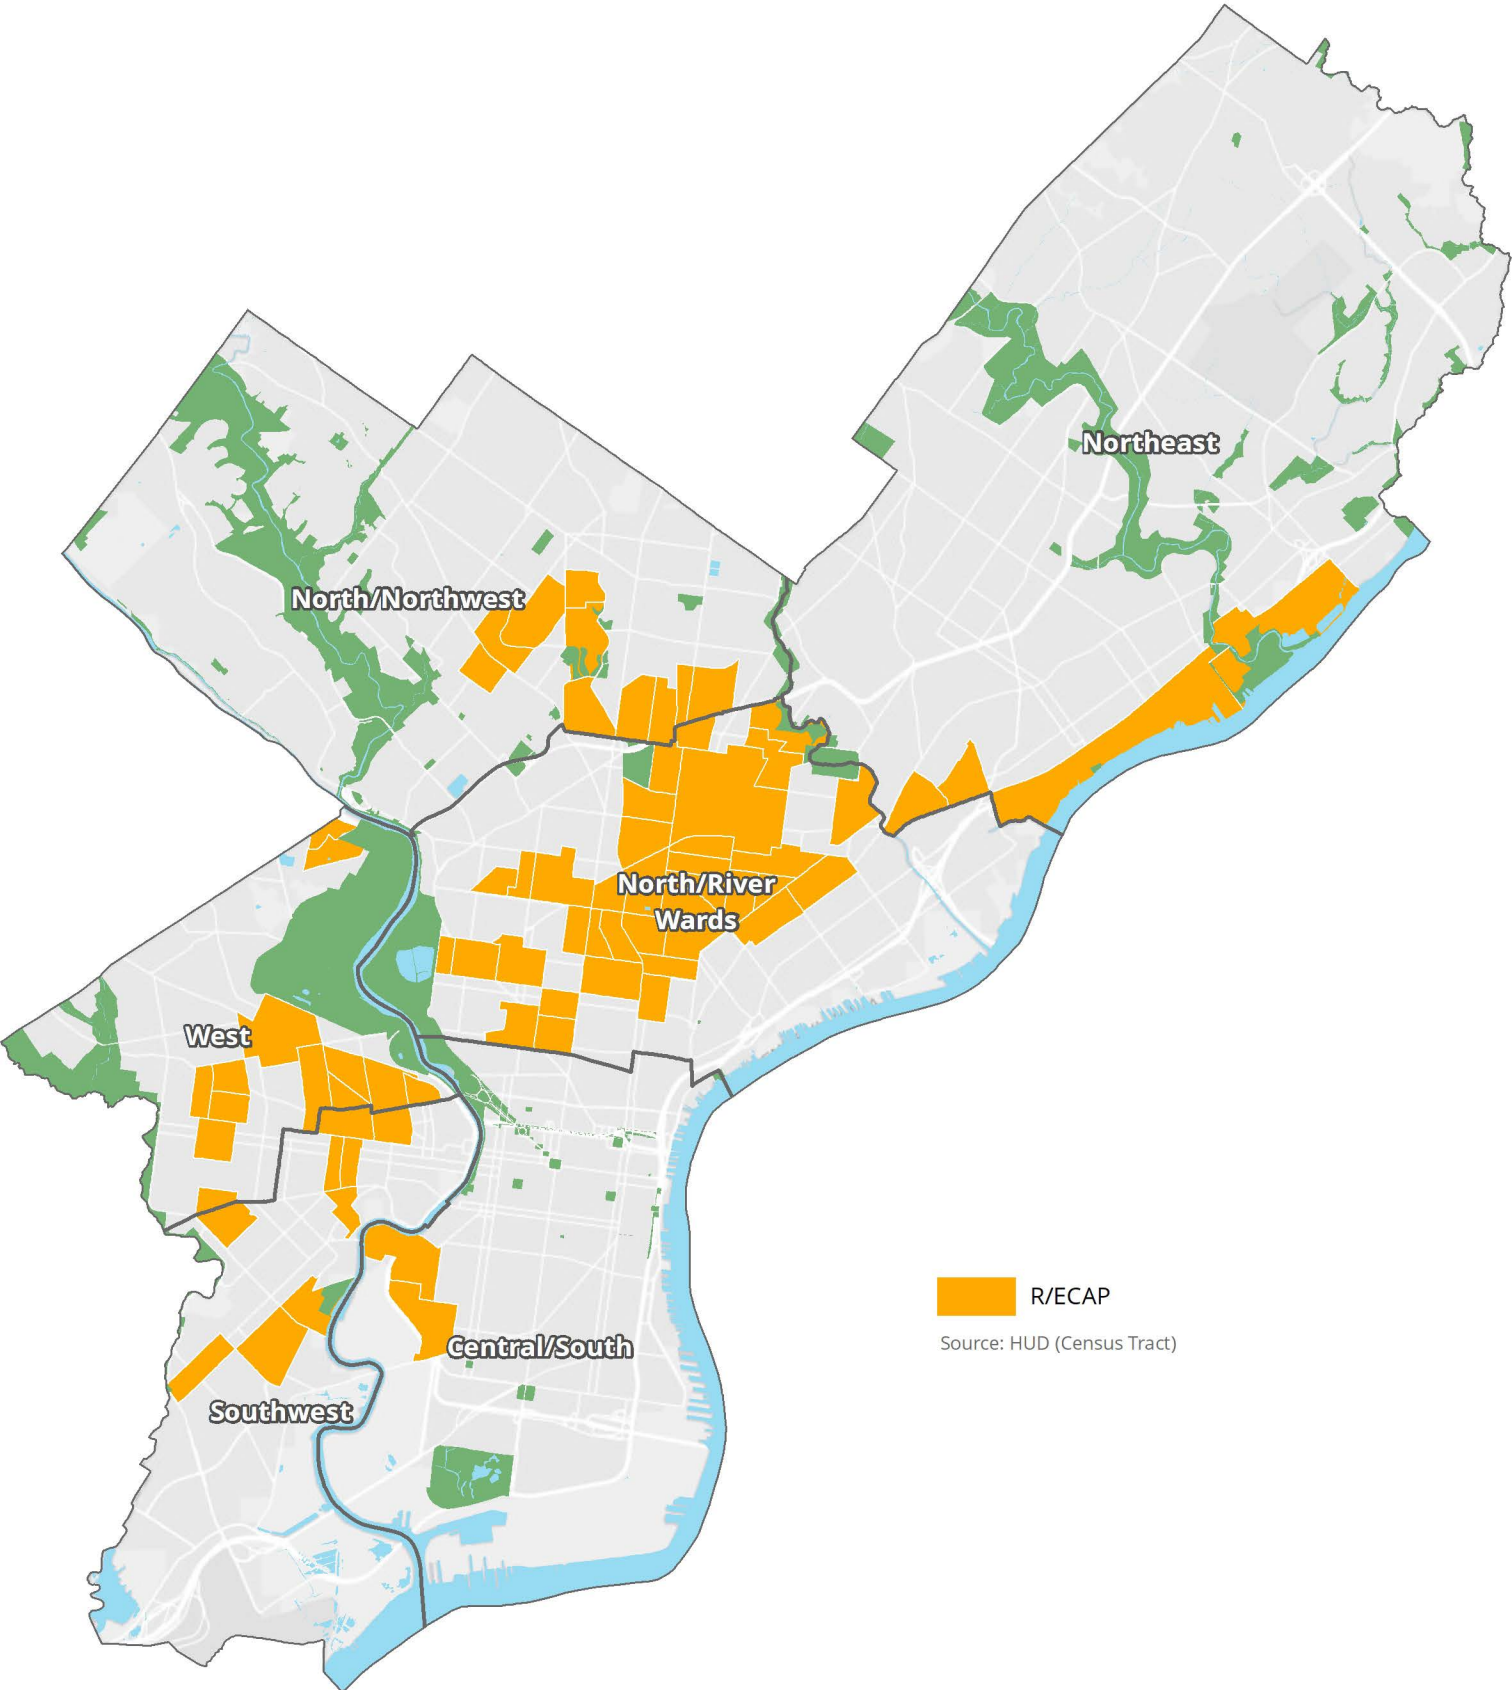 Northeast
North/Northwest
North/River
Wards
West
R/ECAP
Source: HUD (Census Tract)
Central/South
Southwest